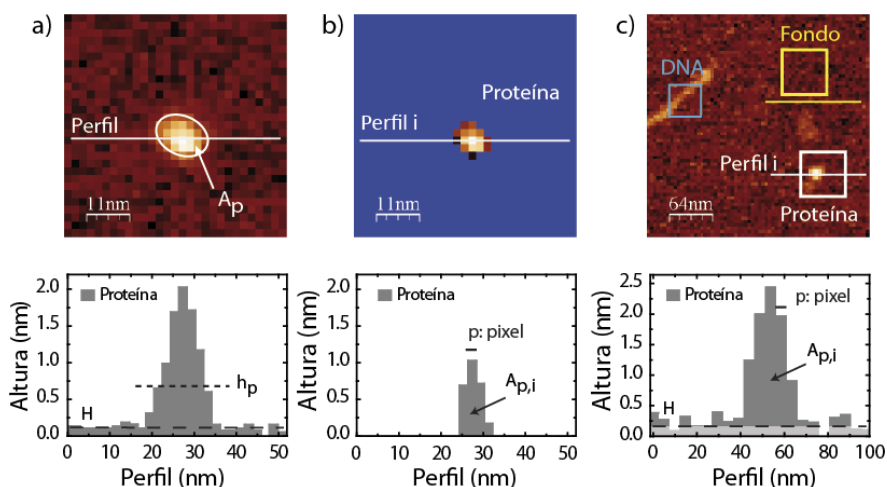 a)
Perfil
Ap
11nm
b)
Proteína
Perfil i
11nm
c)
Fondo
DNA
Perfil i
64nm
Proteína
Altura (nm)
2.0
1.5
1.0
0.5
0.0
Proteína
hp
H
0 10 20 30 40 50
Perfil (nm)
2.0
1.5
1.0
0.5
0.0
Proteína
p: pixel
Ap,i
0 10 20 30 40 50
Perfil (nm)
Altura (nm)
2.5
2.0
1.5
1.0
0.5
0.0
Proteína
p: pixel
Ap,i
H
0 20 40 60 80 100
Perfil (nm)